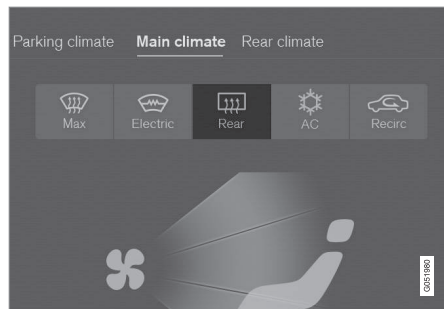 Parking climate Main climate Rear climate
Max Electric Rear AC Recirc
G051980